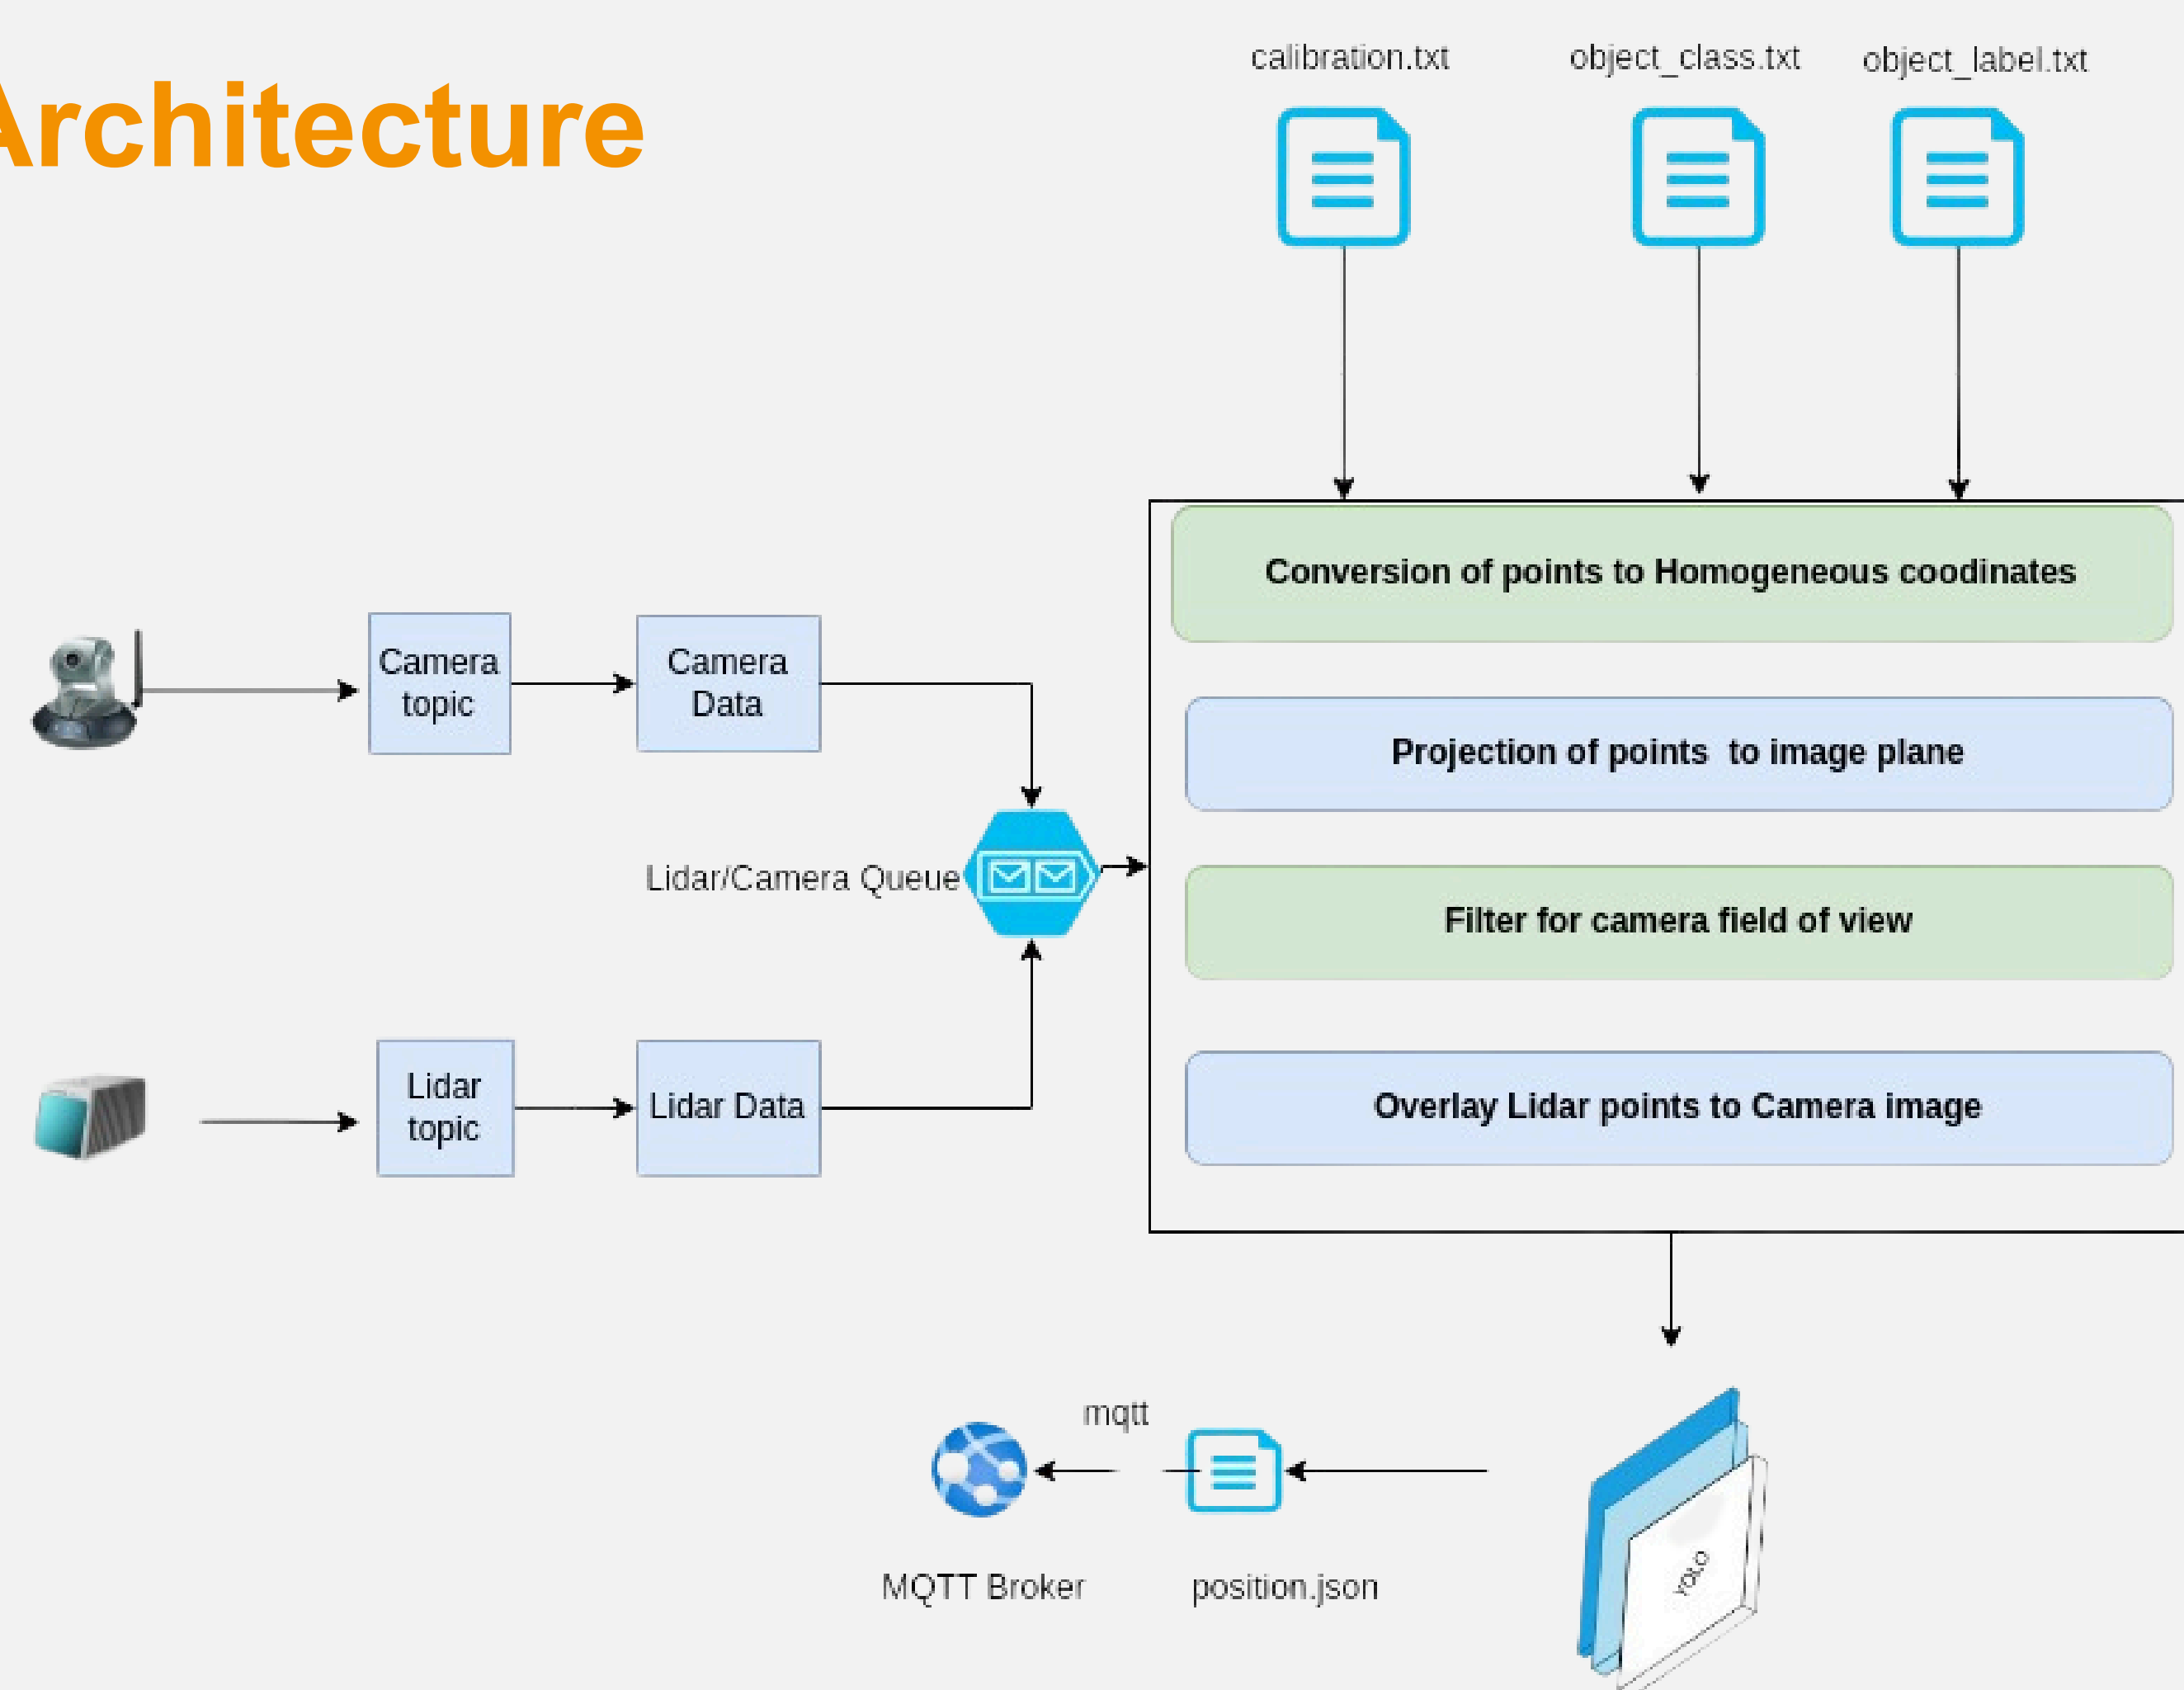 Architecture
calibration.txt
object_class.txt
object_label.txt
Conversion of points to Homogeneous coodinates
Camera
topic
Camera
Data
Projection of points to image plane
Lidar/Camera Queue
Filter for camera field of view
Lidar
topic
Lidar Data
Overlay Lidar points to Camera image
mqtt
YOLO
MQTT Broker
position.json